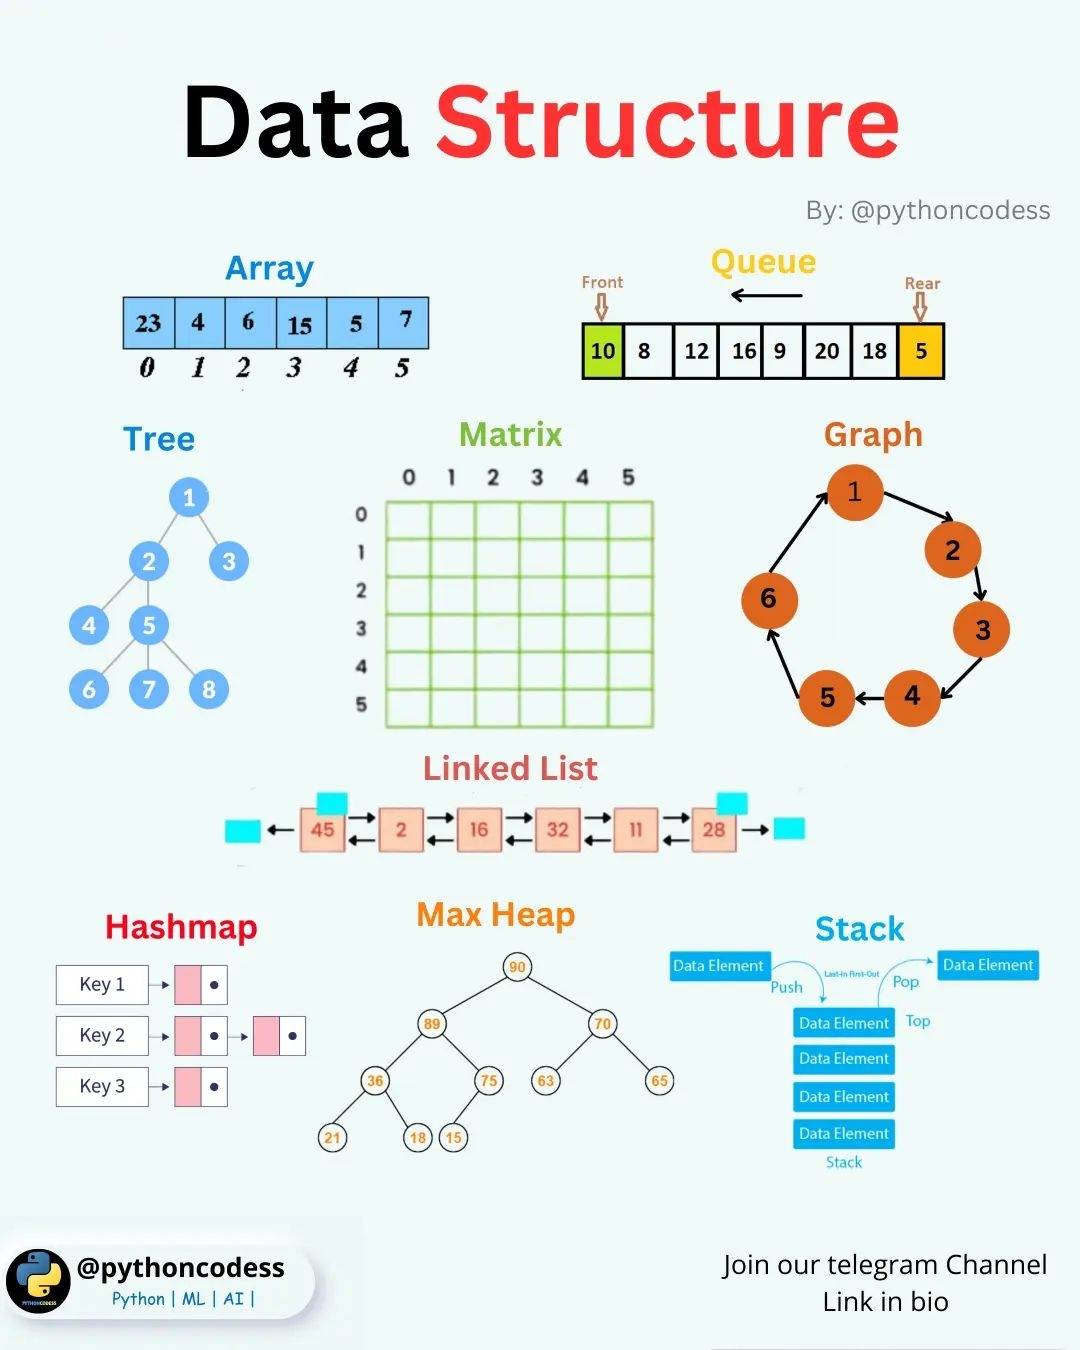 Data Structure
By: @pythoncodess
Array
23 4 6 15 5 7
0 1 2 3 4 5
Queue
Front Rear
10 8 12 16 9 20 18 5
Tree
1
2 3
4 5
6 7 8
Matrix
0 1 2 3 4 5
0
1
2
3
4
5
Graph
1
2
3
4
5
6
Linked List
45 2 16 32 11 28
Hashmap
Key 1
Key 2
Key 3
Max Heap
90
89 70
36 75 63 65
21 18 15
Stack
Data Element
Last-in First-Out
Data Element
Push
Pop
Data Element
Top
Data Element
Data Element
Data Element
Stack
PYTHONCODESS
@pythoncodess
Python | ML | AI |
Join our telegram Channel
Link in bio